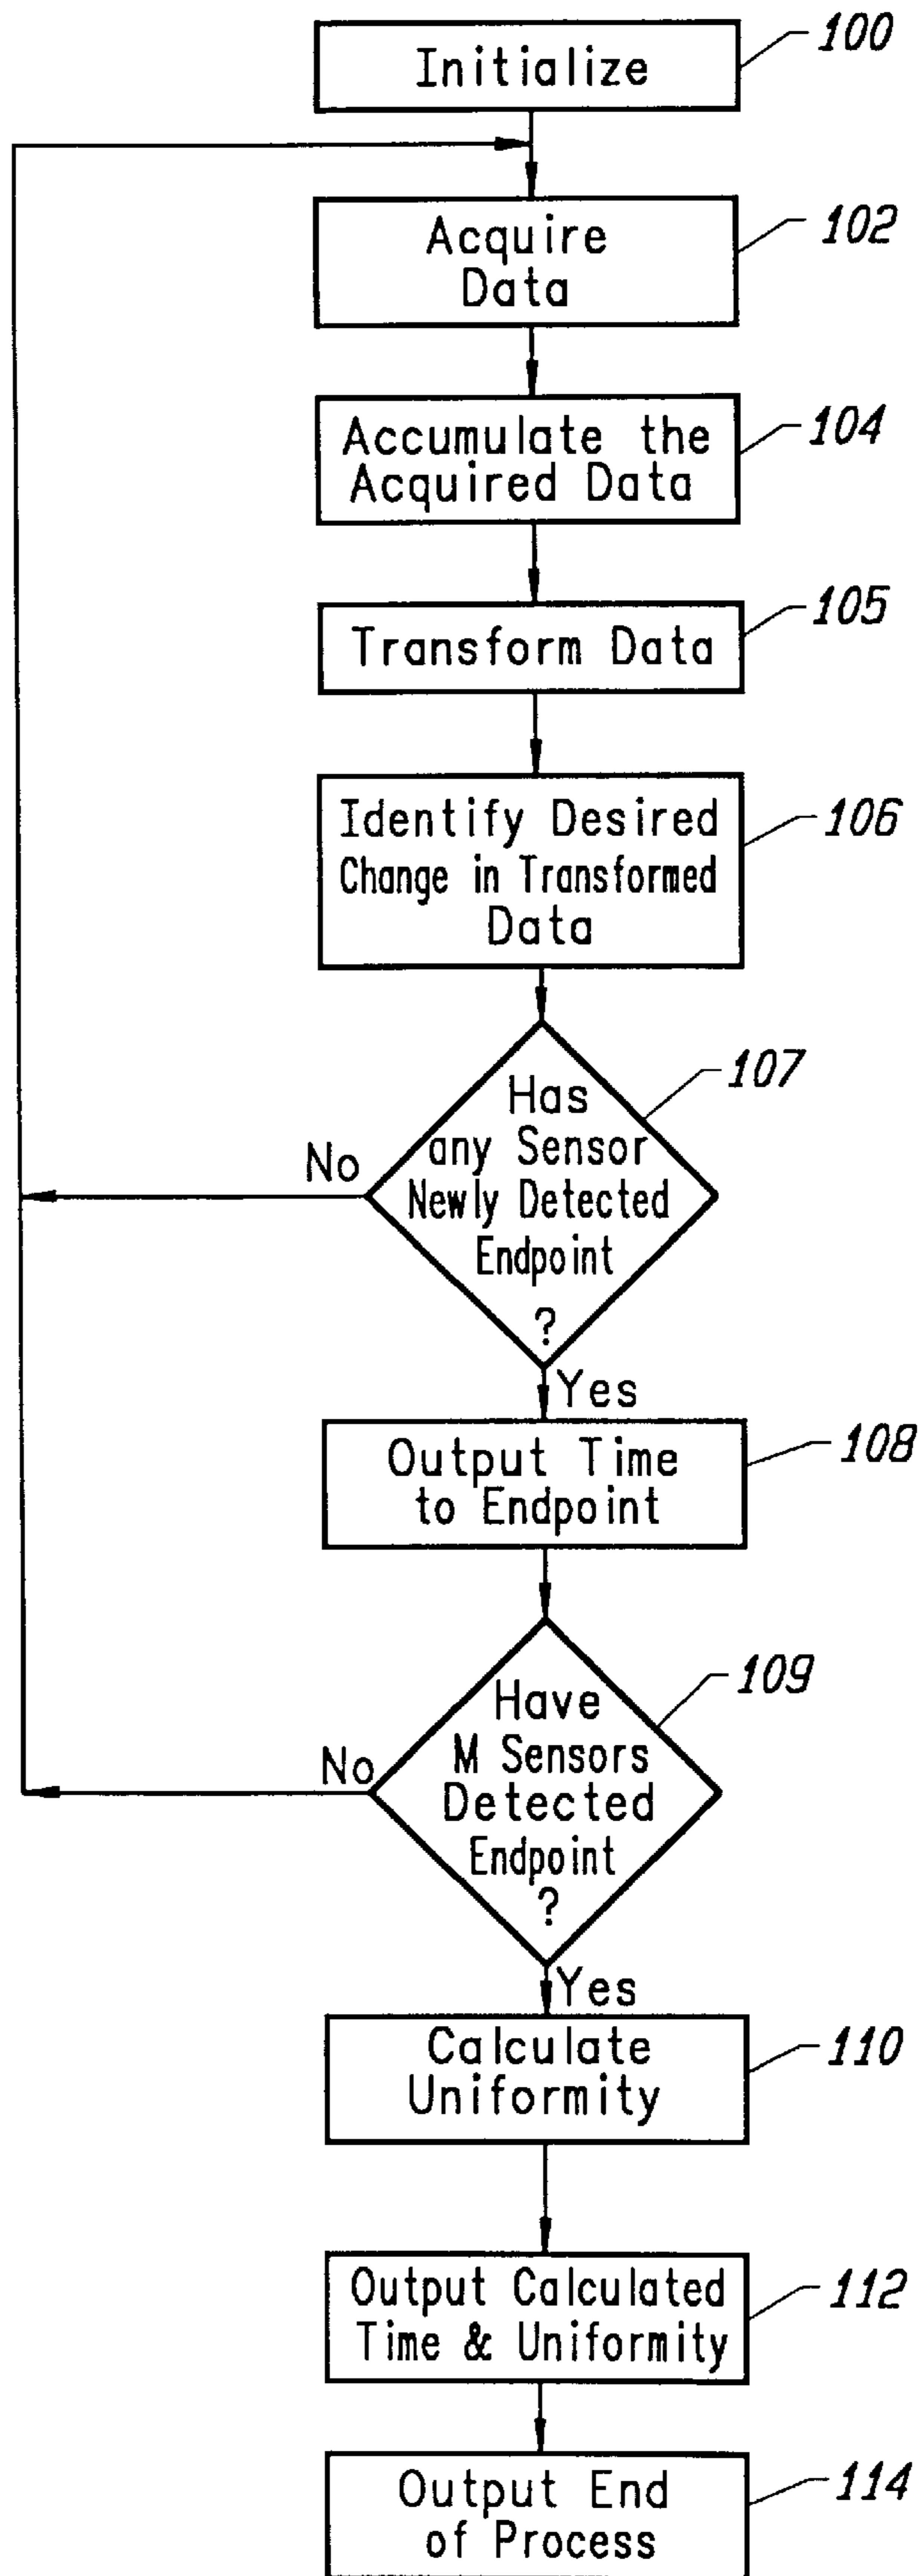 Initialize
100
Acquire
Data
102
Accumulate the
Acquired Data
104
Transform Data
105
Identify Desired
Change in Transformed
Data
106
Has
any Sensor
Newly Detected
Endpoint
?
107
No
Yes
Output Time
to Endpoint
108
Have
M Sensors
Detected
Endpoint
?
109
No
Yes
Calculate
Uniformity
110
Output Calculated
Time & Uniformity
112
Output End
of Process
114